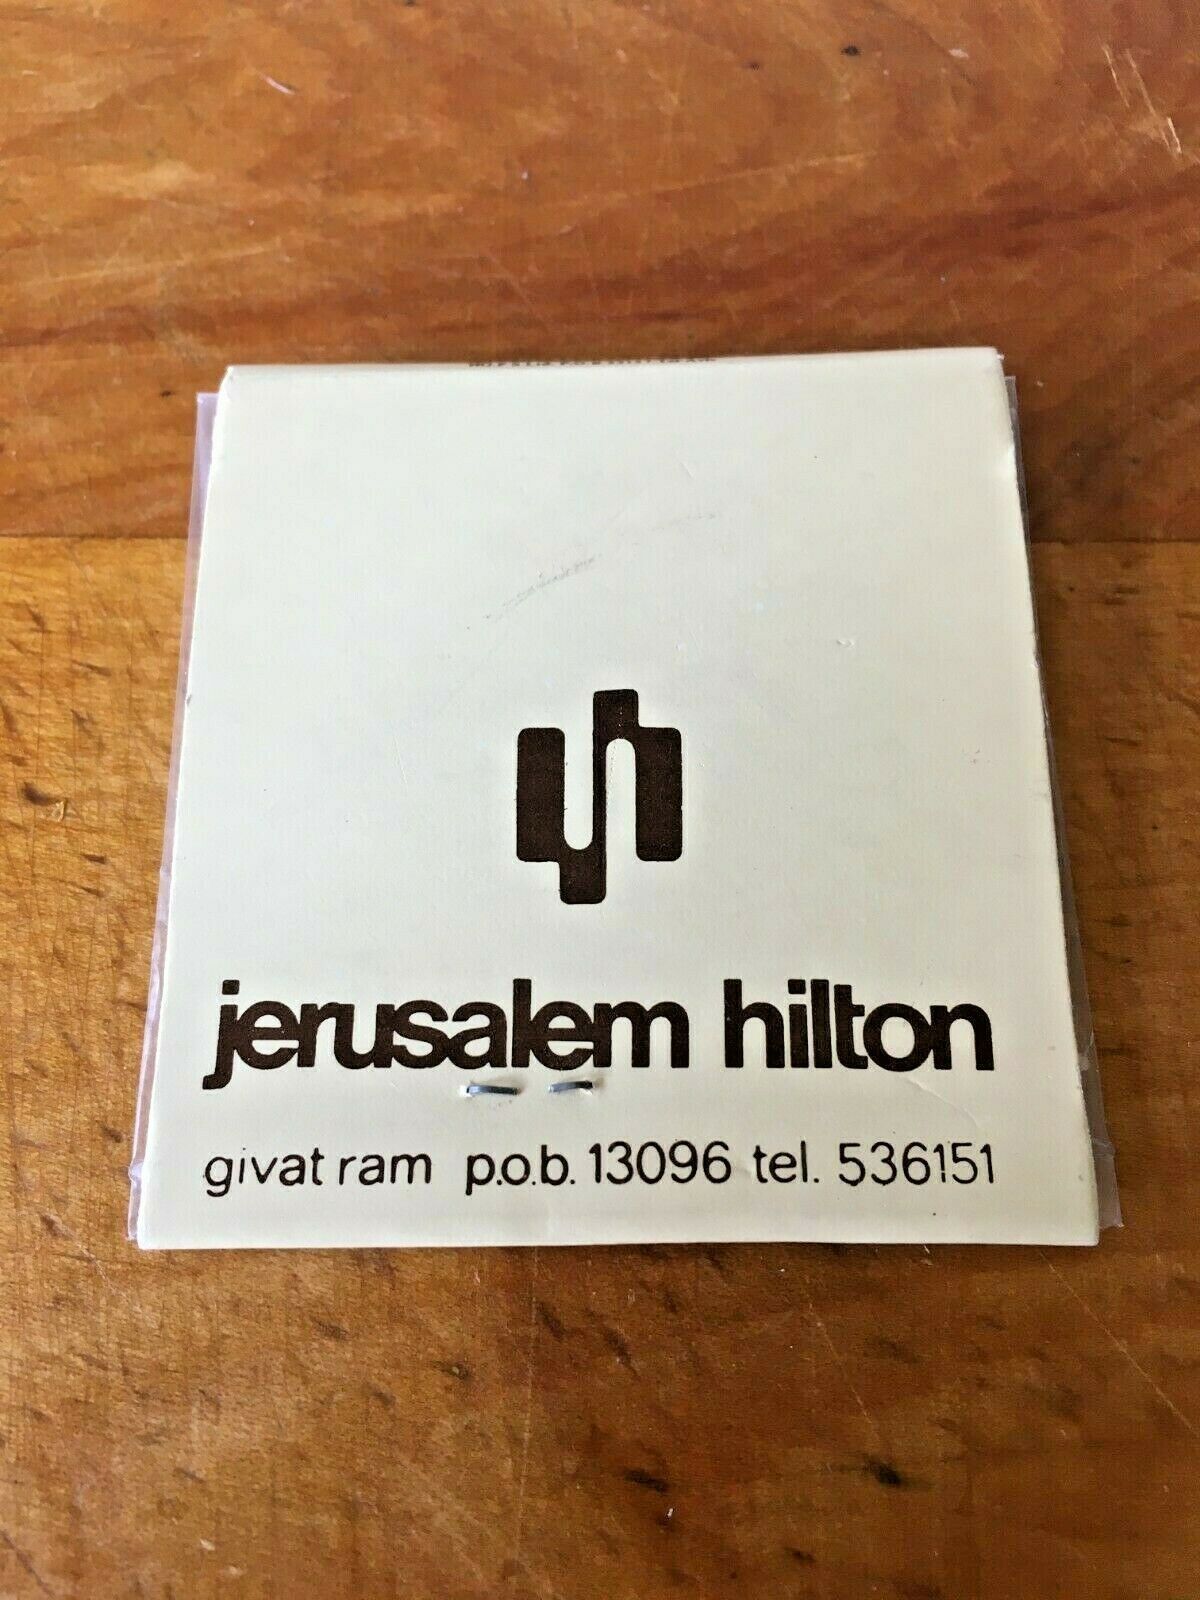 jerusalem hilton
givat ram p.o.b. 13096 tel. 536151